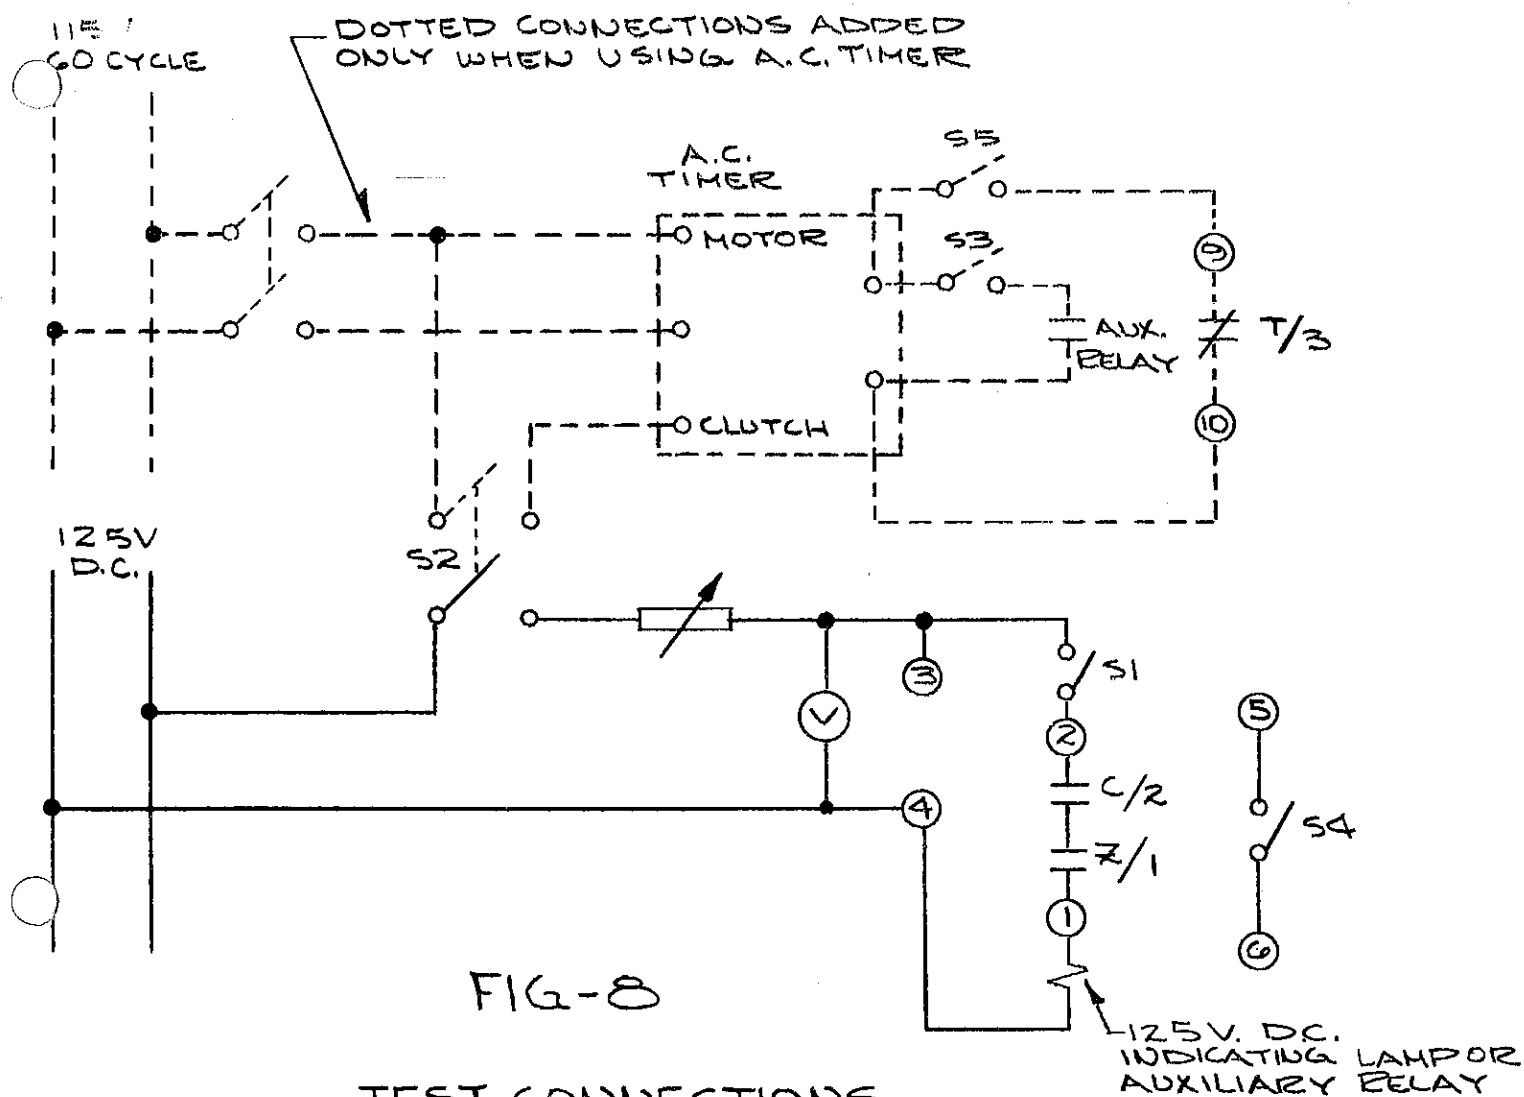 60 CYCLE
DOTTED CONNECTIONS ADDED
ONLY WHEN USING A.C. TIMER
A.C.
TIMER
S5
MOTOR
S3
9
AUX.
RELAY
T/3
CLUTCH
10
125V
D.C.
S2
3
S1
V
5
2
C/2
4
S4
Z/1
1
6
FIG-8
125V. D.C.
INDICATING LAMP OR
AUXILIARY RELAY
TEST CONNECTIONS